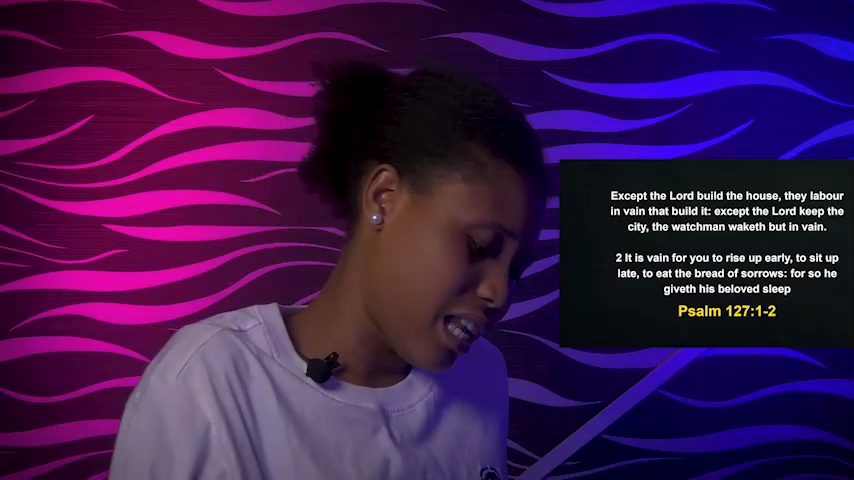 Except the Lord build the house, they labour
in vain that build it: except the Lord keep the
city, the watchman waketh but in vain.
2 It is vain for you to rise up early, to sit up
late, to eat the bread of sorrows: for so he
giveth his beloved sleep
Psalm 127:1-2